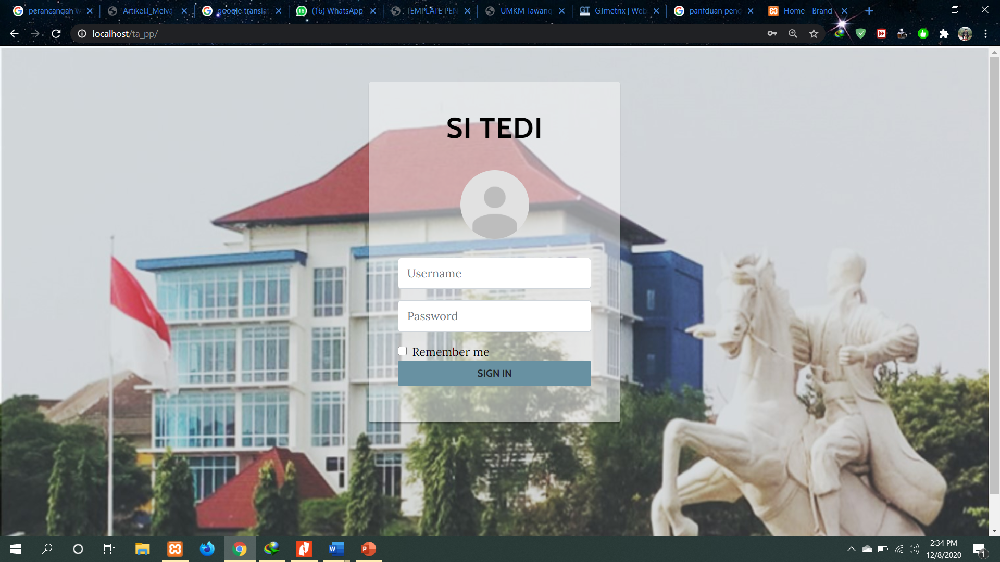 perancangah w
Artikel.I_Melva
google translat
(16) WhatsApp
TEMPLATE PEN
UMKM Tawang
GTmetrix | Web
panfduan peng
Home - Brand
localhost/ta_pp/
SI TEDI
Username
Password
Remember me
SIGN IN
2:34 PM
12/8/2020
1